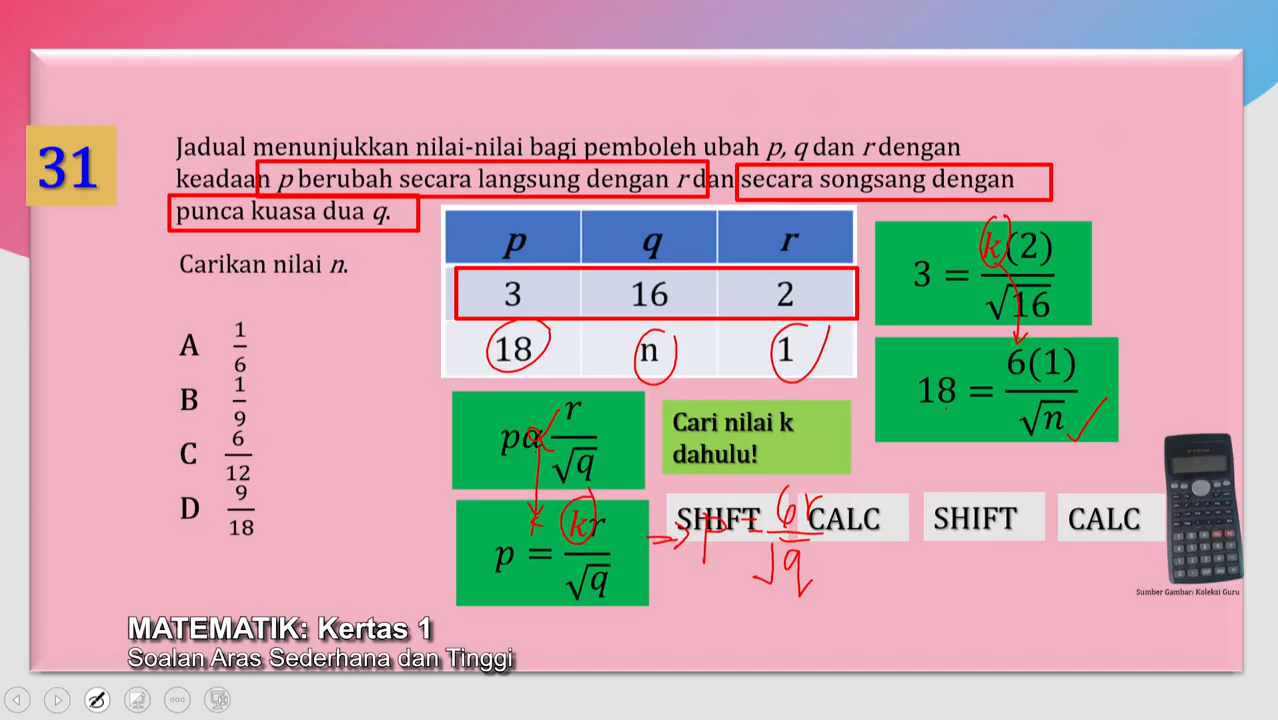 31
Jadual menunjukkan nilai-nilai bagi pemboleh ubah p, q dan r dengan
keadaan p berubah secara langsung dengan r dan secara songsang dengan
punca kuasa dua q.
Carikan nilai n.
A 1/6
B 1/9
C 6/12
D 9/18
p q r
3 16 2
18 n 1
3 = k(2)/√16
18 = 6(1)/√n
pα r/√q
Cari nilai k
dahulu!
p = kr/√q
=> p = 6r/√q
SHIFT CALC SHIFT CALC
Sumber Gambar: Koleksi Guru
MATEMATIK: Kertas 1
Soalan Aras Sederhana dan Tinggi